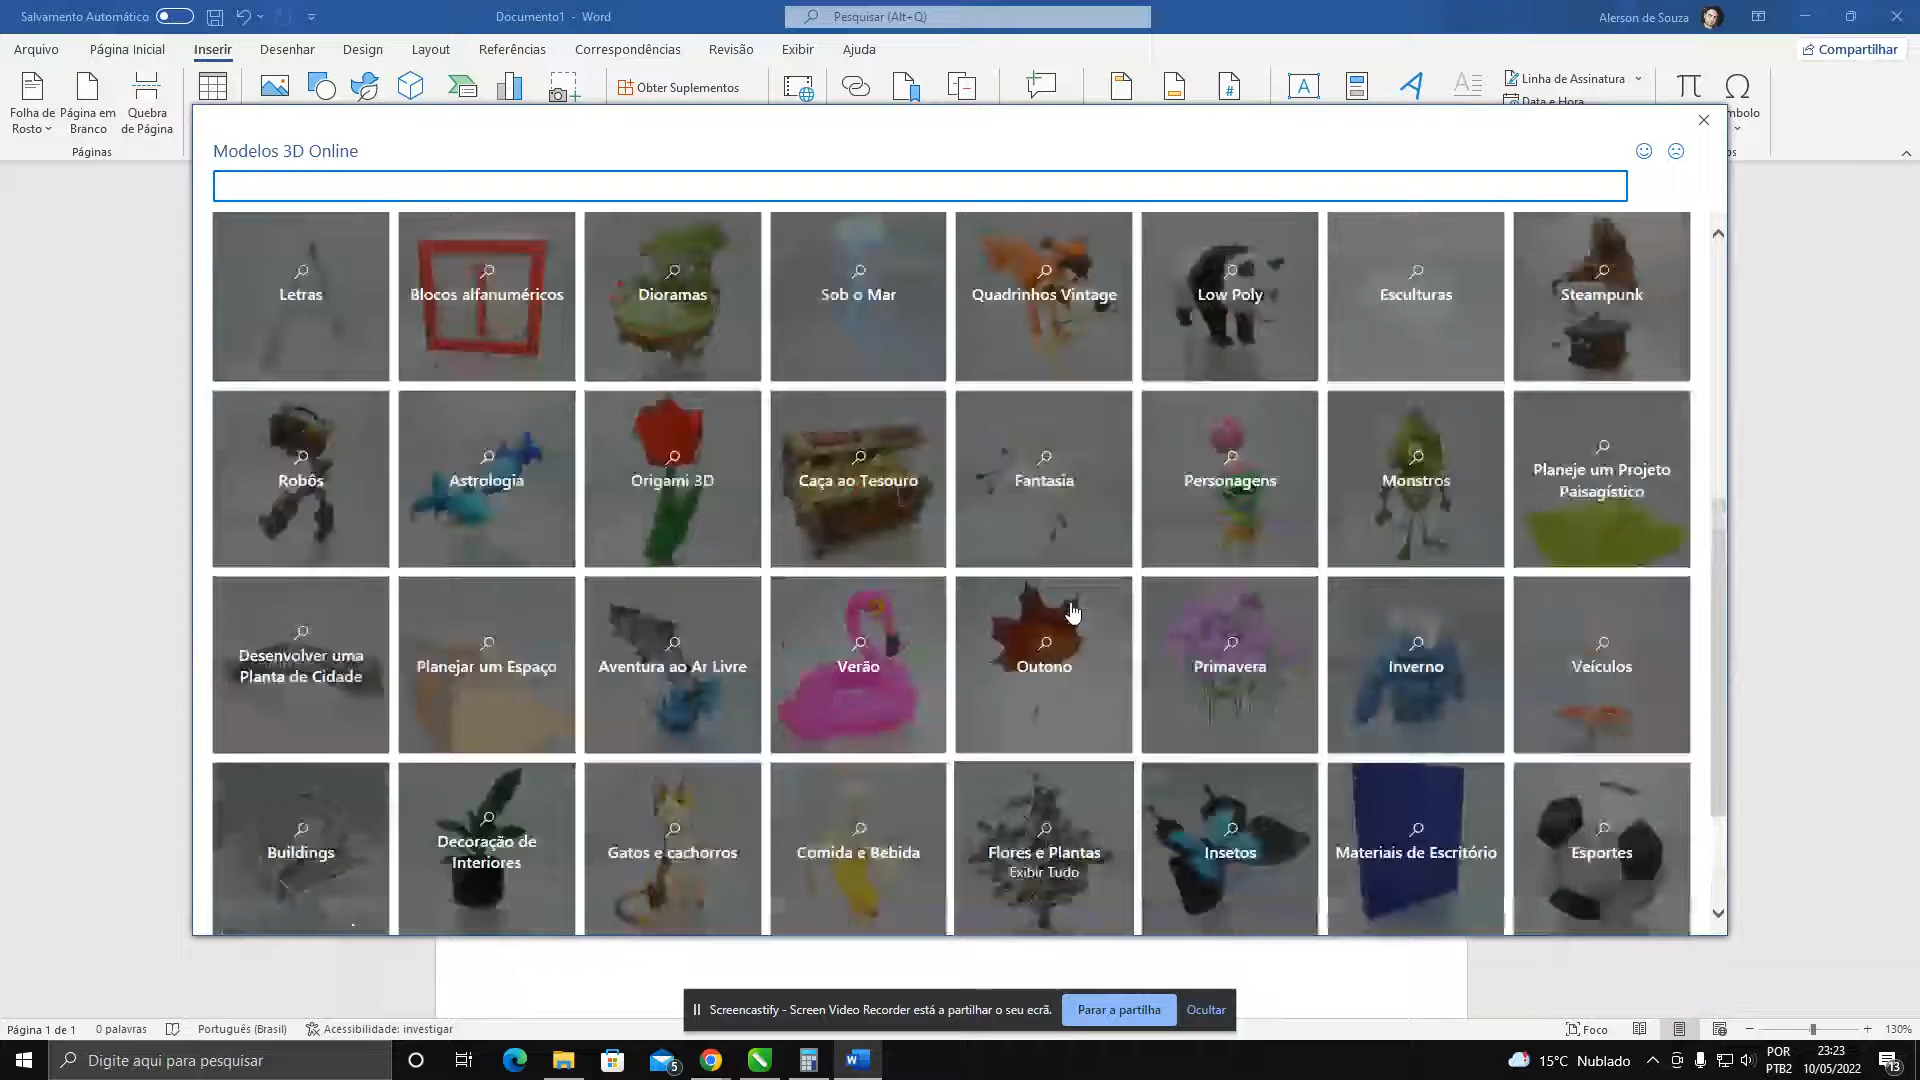 Salvamento Automático
Documento1 - Word
Pesquisar (Alt+Q)
Alerson de Souza
Arquivo
Página Inicial
Inserir
Desenhar
Design
Layout
Referências
Correspondências
Revisão
Exibir
Ajuda
Compartilhar
Folha de
Rosto
Página em
Branco
Quebra
de Página
Obter Suplementos
Linha de Assinatura
Data e Hora
Páginas
Modelos 3D Online
Letras
Blocos alfanuméricos
Dioramas
Sob o Mar
Quadrinhos Vintage
Low Poly
Esculturas
Steampunk
Robôs
Astrologia
Origami 3D
Caça ao Tesouro
Fantasia
Personagens
Monstros
Planeje um Projeto
Paisagístico
Desenvolver uma
Planta de Cidade
Planejar um Espaço
Aventura ao Ar Livre
Verão
Outono
Primavera
Inverno
Veículos
Buildings
Decoração de
Interiores
Gatos e cachorros
Comida e Bebida
Flores e Plantas
Exibir Tudo
Insetos
Materiais de Escritório
Esportes
Screencastify - Screen Video Recorder está a partilhar o seu ecrã.
Parar a partilha
Ocultar
Página 1 de 1
0 palavras
Português (Brasil)
Acessibilidade: investigar
Foco
130%
Digite aqui para pesquisar
5
15°C Nublado
POR
PTB2
23:23
10/05/2022
13